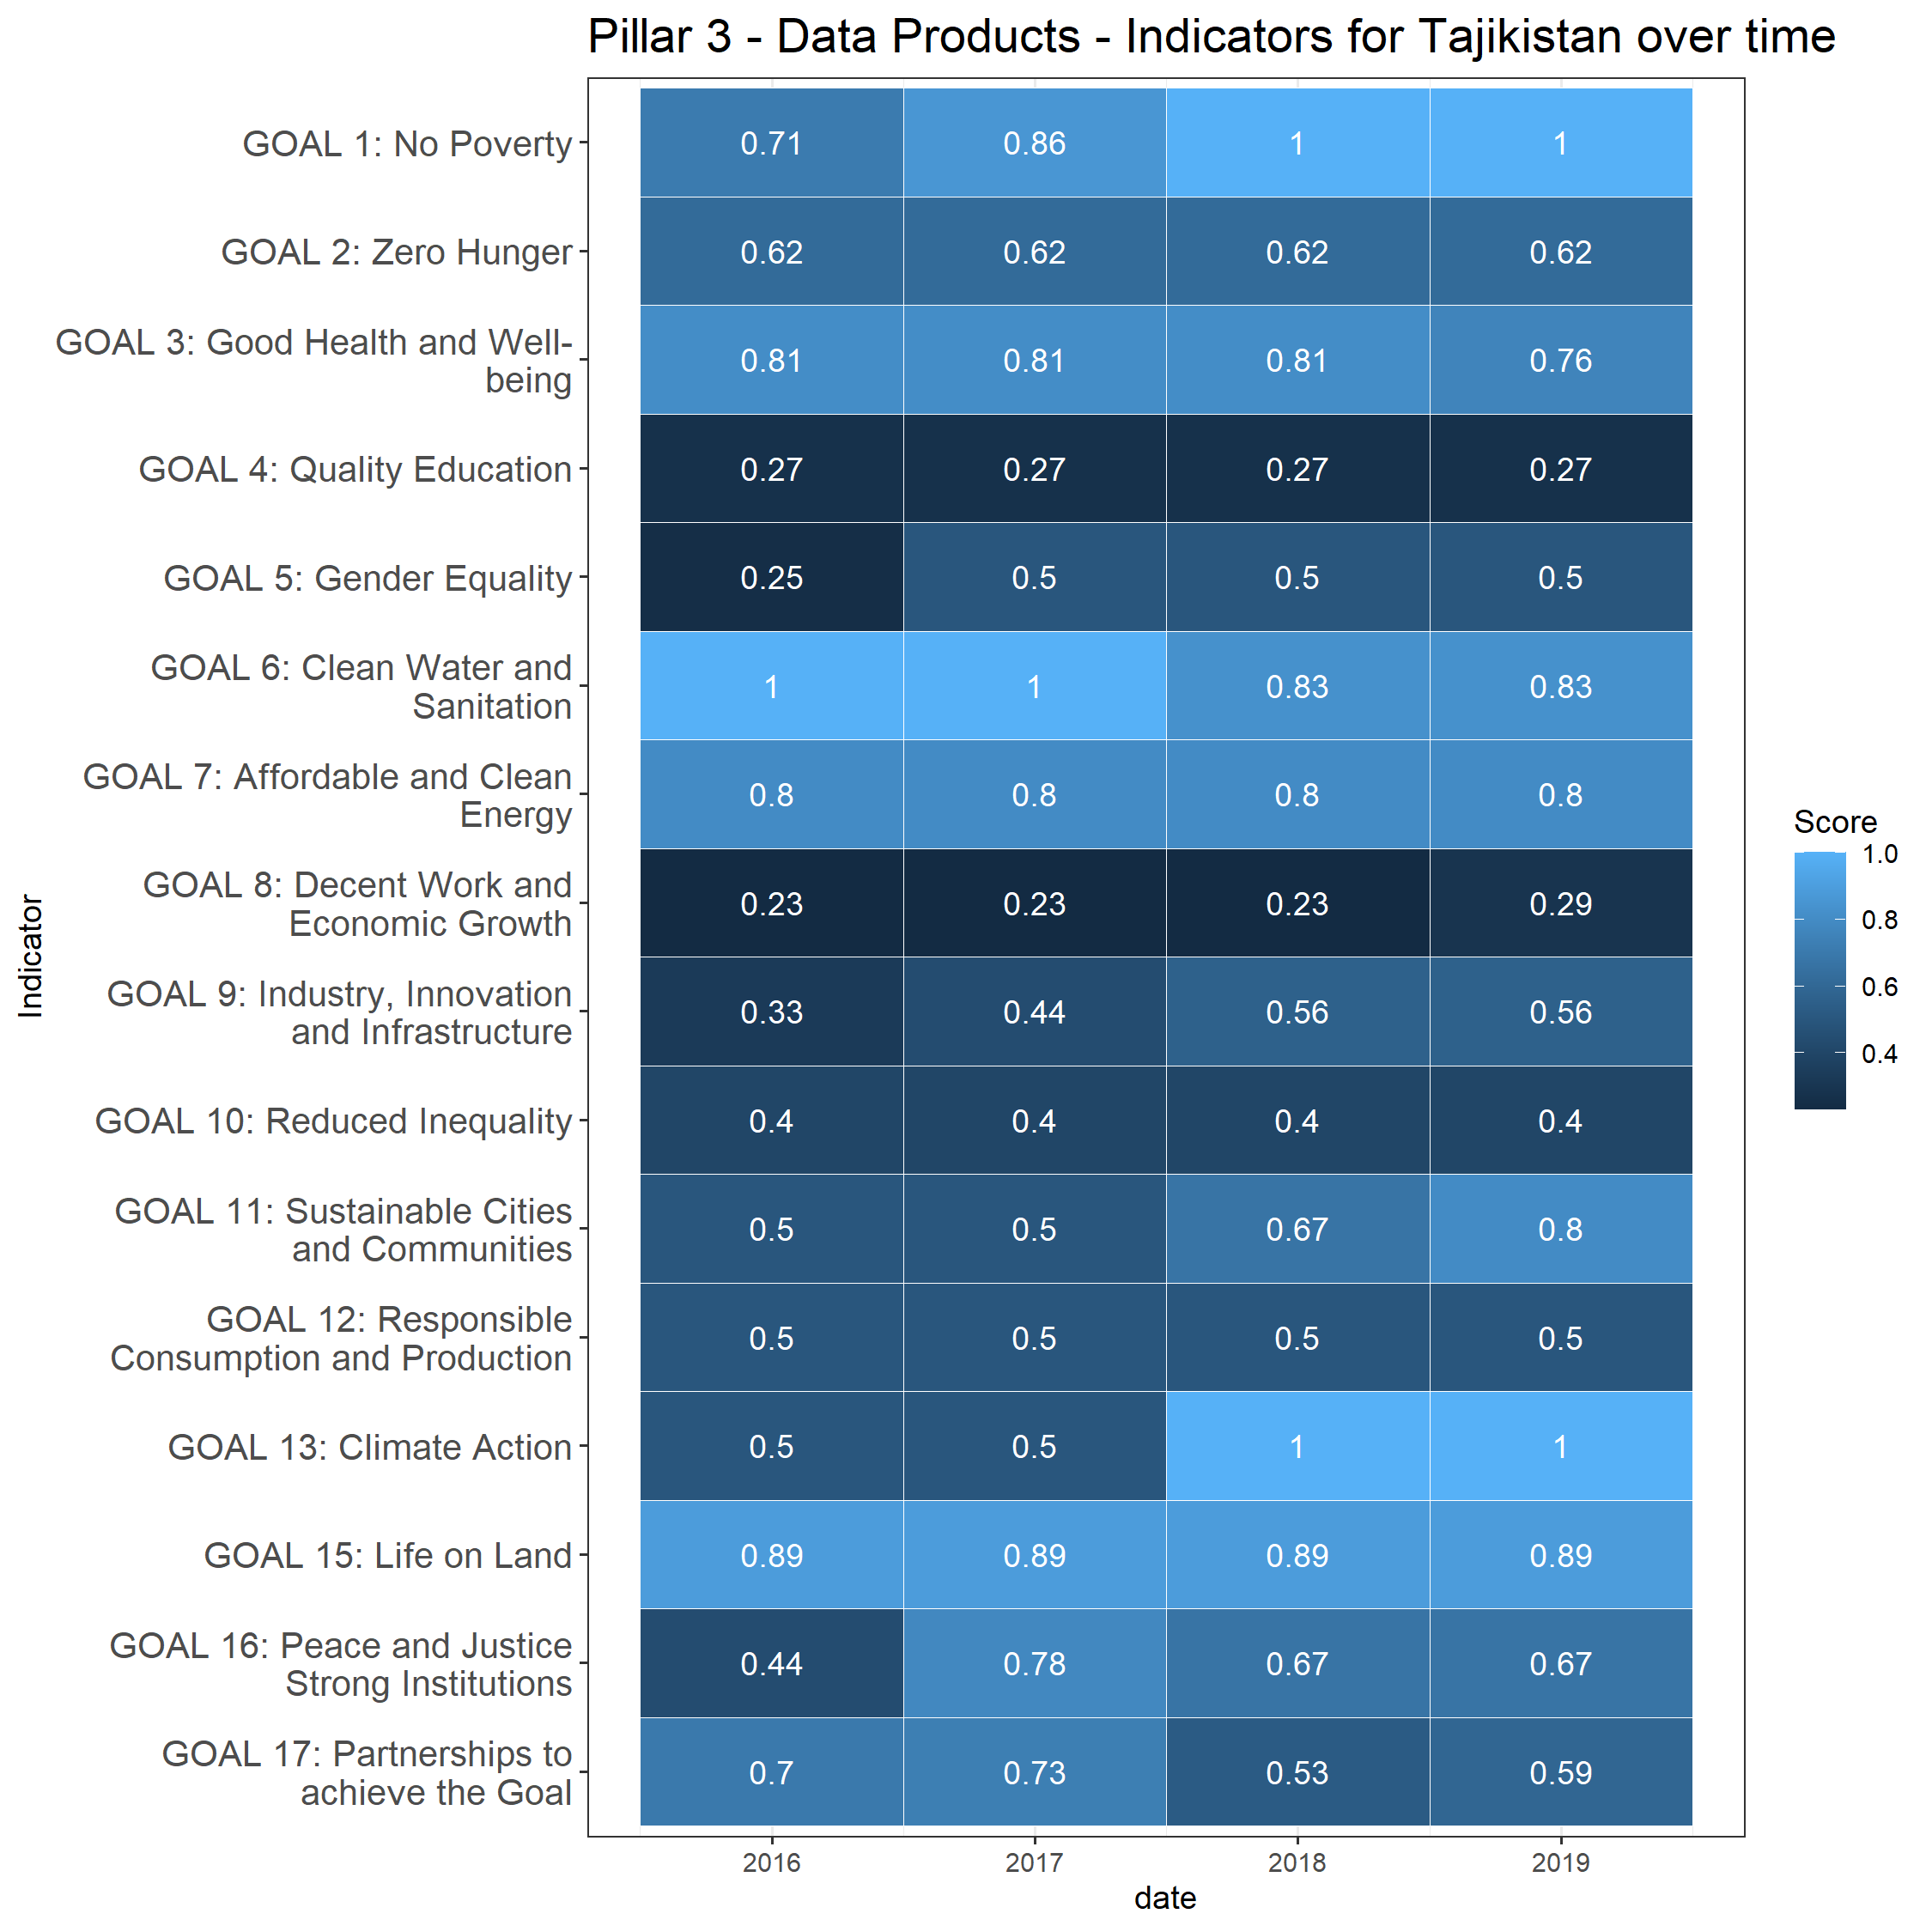 Pillar 3 - Data Products - Indicators for Tajikistan over time
GOAL 1: No Poverty
0.71 0.86 1 1
GOAL 2: Zero Hunger
0.62 0.62 0.62 0.62
GOAL 3: Good Health and Well-
being
0.81 0.81 0.81 0.76
GOAL 4: Quality Education
0.27 0.27 0.27 0.27
GOAL 5: Gender Equality
0.25 0.5 0.5 0.5
GOAL 6: Clean Water and
Sanitation
1 1 0.83 0.83
GOAL 7: Affordable and Clean
Energy
0.8 0.8 0.8 0.8
GOAL 8: Decent Work and
Economic Growth
0.23 0.23 0.23 0.29
GOAL 9: Industry, Innovation
and Infrastructure
0.33 0.44 0.56 0.56
GOAL 10: Reduced Inequality
0.4 0.4 0.4 0.4
GOAL 11: Sustainable Cities
and Communities
0.5 0.5 0.67 0.8
GOAL 12: Responsible
Consumption and Production
0.5 0.5 0.5 0.5
GOAL 13: Climate Action
0.5 0.5 1 1
GOAL 15: Life on Land
0.89 0.89 0.89 0.89
GOAL 16: Peace and Justice
Strong Institutions
0.44 0.78 0.67 0.67
GOAL 17: Partnerships to
achieve the Goal
0.7 0.73 0.53 0.59
2016 2017 2018 2019
date
Indicator
Score
1.0
0.8
0.6
0.4